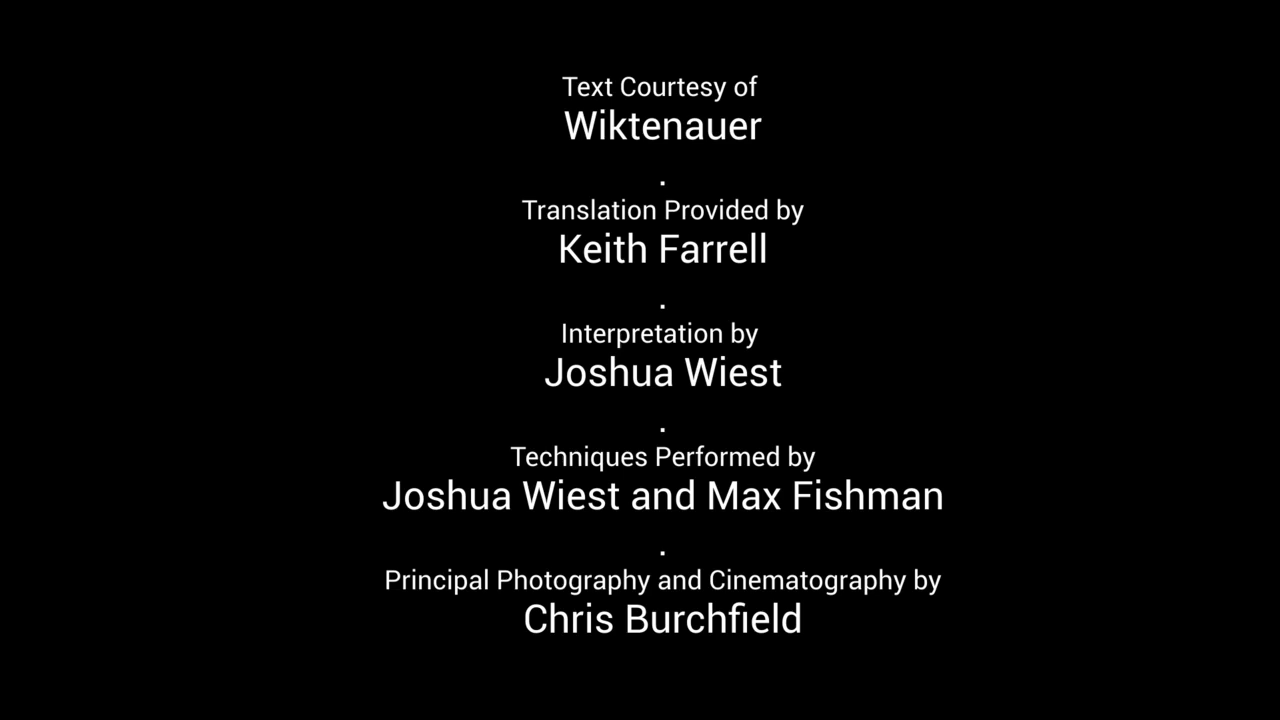 Text Courtesy of
Wiktenauer
.
Translation Provided by
Keith Farrell
.
Interpretation by
Joshua Wiest
.
Techniques Performed by
Joshua Wiest and Max Fishman
.
Principal Photography and Cinematography by
Chris Burchfield